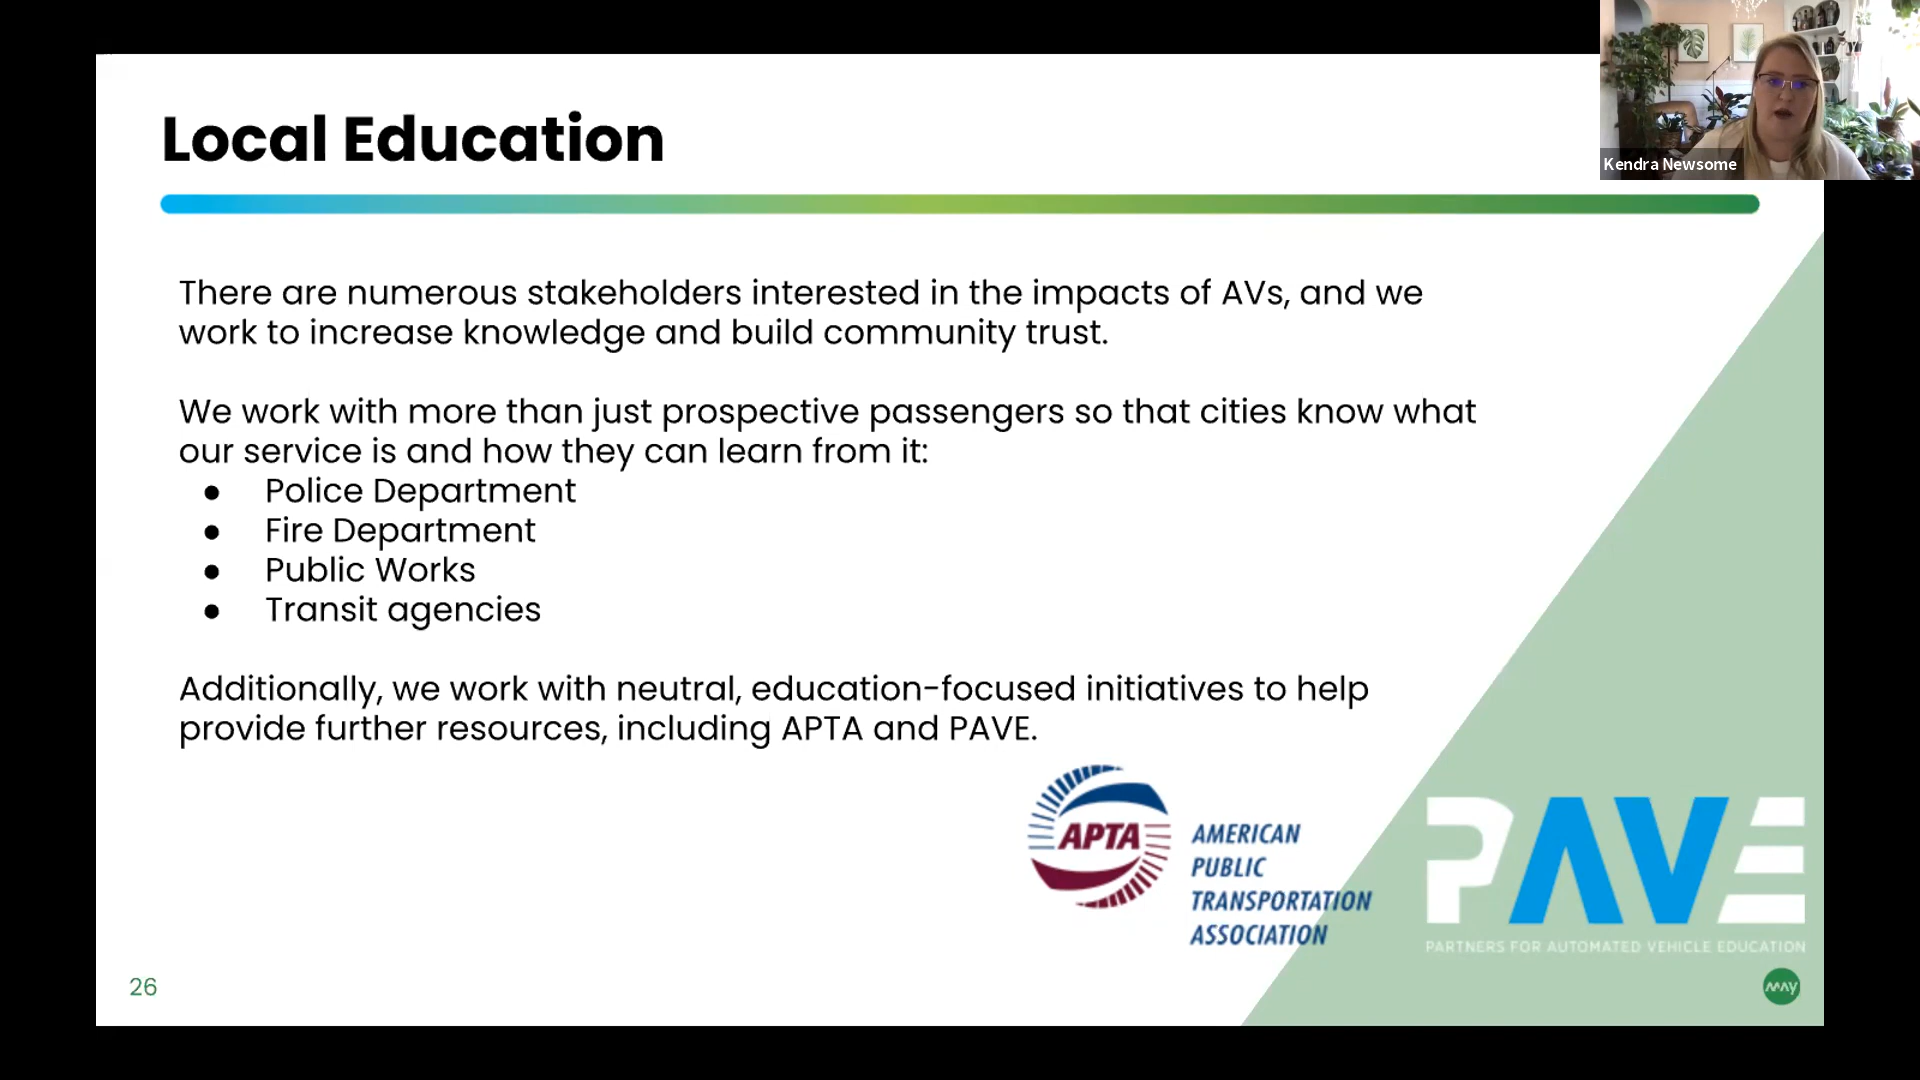 Local Education
Kendra Newsome
There are numerous stakeholders interested in the impacts of AVs, and we
work to increase knowledge and build community trust.
We work with more than just prospective passengers so that cities know what
our service is and how they can learn from it:
● Police Department
● Fire Department
● Public Works
● Transit agencies
Additionally, we work with neutral, education-focused initiatives to help
provide further resources, including APTA and PAVE.
APTA
AMERICAN
PUBLIC
TRANSPORTATION
ASSOCIATION
PAVE
PARTNERS FOR AUTOMATED VEHICLE EDUCATION
26
MAY